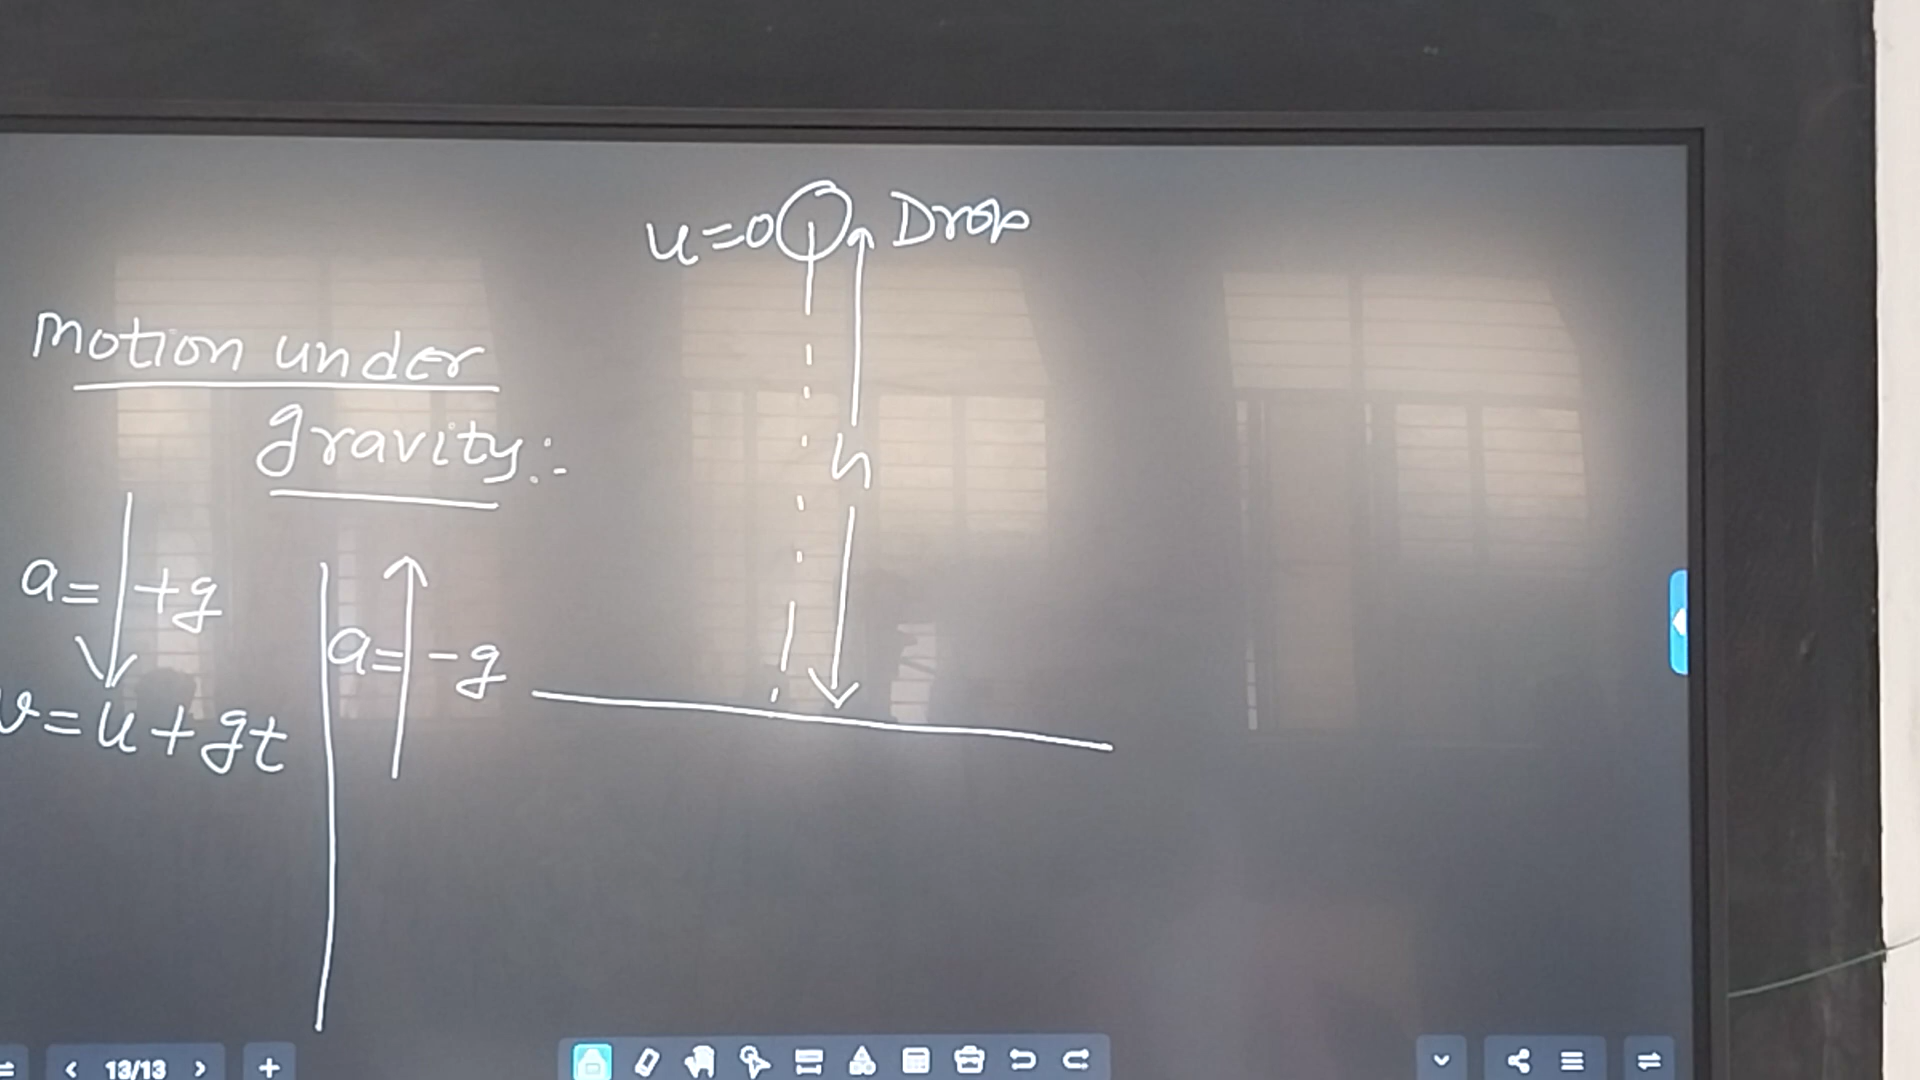 u=0 Drop
Motion under
gravity:-
h
a= +g
a= -g
v=u+gt
13/13